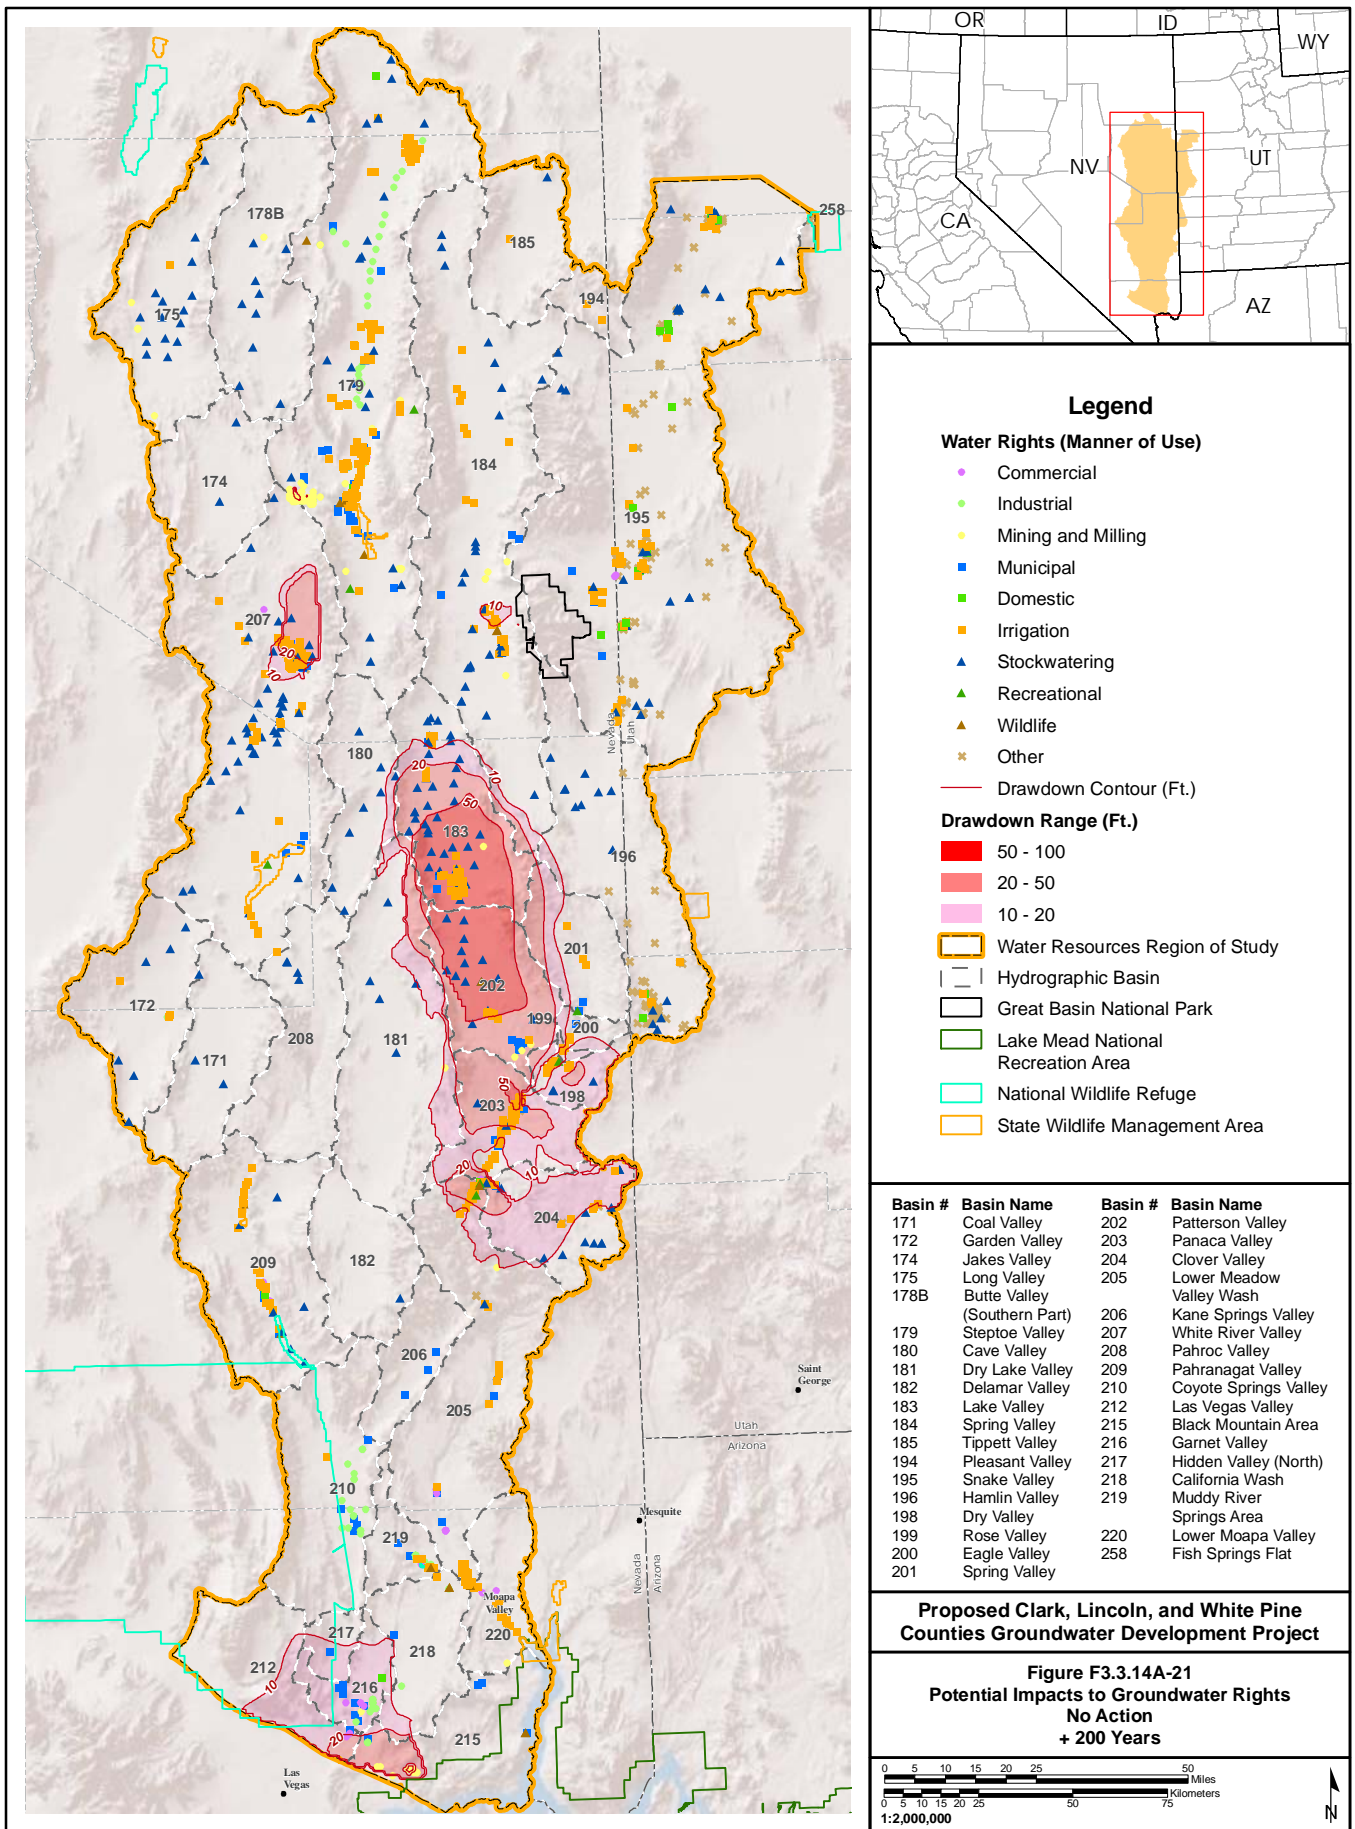 OR
ID
WY
NV
UT
CA
AZ
258
178B
185
194
175
179
174
184
195
207
20
10
10
180
20
10
50
183
196
201
202
172
199
200
208
181
171
50
198
203
20
10
204
209
182
206
205
Saint
George
Utah
Arizona
210
Mesquite
219
Moapa
Valley
220
217
218
212
10
216
20
215
Las
Vegas
Nevada
Utah
Nevada
Arizona
Legend
Water Rights (Manner of Use)
Commercial
Industrial
Mining and Milling
Municipal
Domestic
Irrigation
Stockwatering
Recreational
Wildlife
Other
Drawdown Contour (Ft.)
Drawdown Range (Ft.)
50 - 100
20 - 50
10 - 20
Water Resources Region of Study
Hydrographic Basin
Great Basin National Park
Lake Mead National
Recreation Area
National Wildlife Refuge
State Wildlife Management Area
Basin # Basin Name Basin # Basin Name
171 Coal Valley 202 Patterson Valley
172 Garden Valley 203 Panaca Valley
174 Jakes Valley 204 Clover Valley
175 Long Valley 205 Lower Meadow
178B Butte Valley Valley Wash
(Southern Part) 206 Kane Springs Valley
179 Steptoe Valley 207 White River Valley
180 Cave Valley 208 Pahroc Valley
181 Dry Lake Valley 209 Pahranagat Valley
182 Delamar Valley 210 Coyote Springs Valley
183 Lake Valley 212 Las Vegas Valley
184 Spring Valley 215 Black Mountain Area
185 Tippett Valley 216 Garnet Valley
194 Pleasant Valley 217 Hidden Valley (North)
195 Snake Valley 218 California Wash
196 Hamlin Valley 219 Muddy River
198 Dry Valley Springs Area
199 Rose Valley 220 Lower Moapa Valley
200 Eagle Valley 258 Fish Springs Flat
201 Spring Valley
Proposed Clark, Lincoln, and White Pine
Counties Groundwater Development Project
Figure F3.3.14A-21
Potential Impacts to Groundwater Rights
No Action
+ 200 Years
0 5 10 15 20 25 50
Miles
Kilometers
0 5 10 15 20 25 50 75
1:2,000,000
N